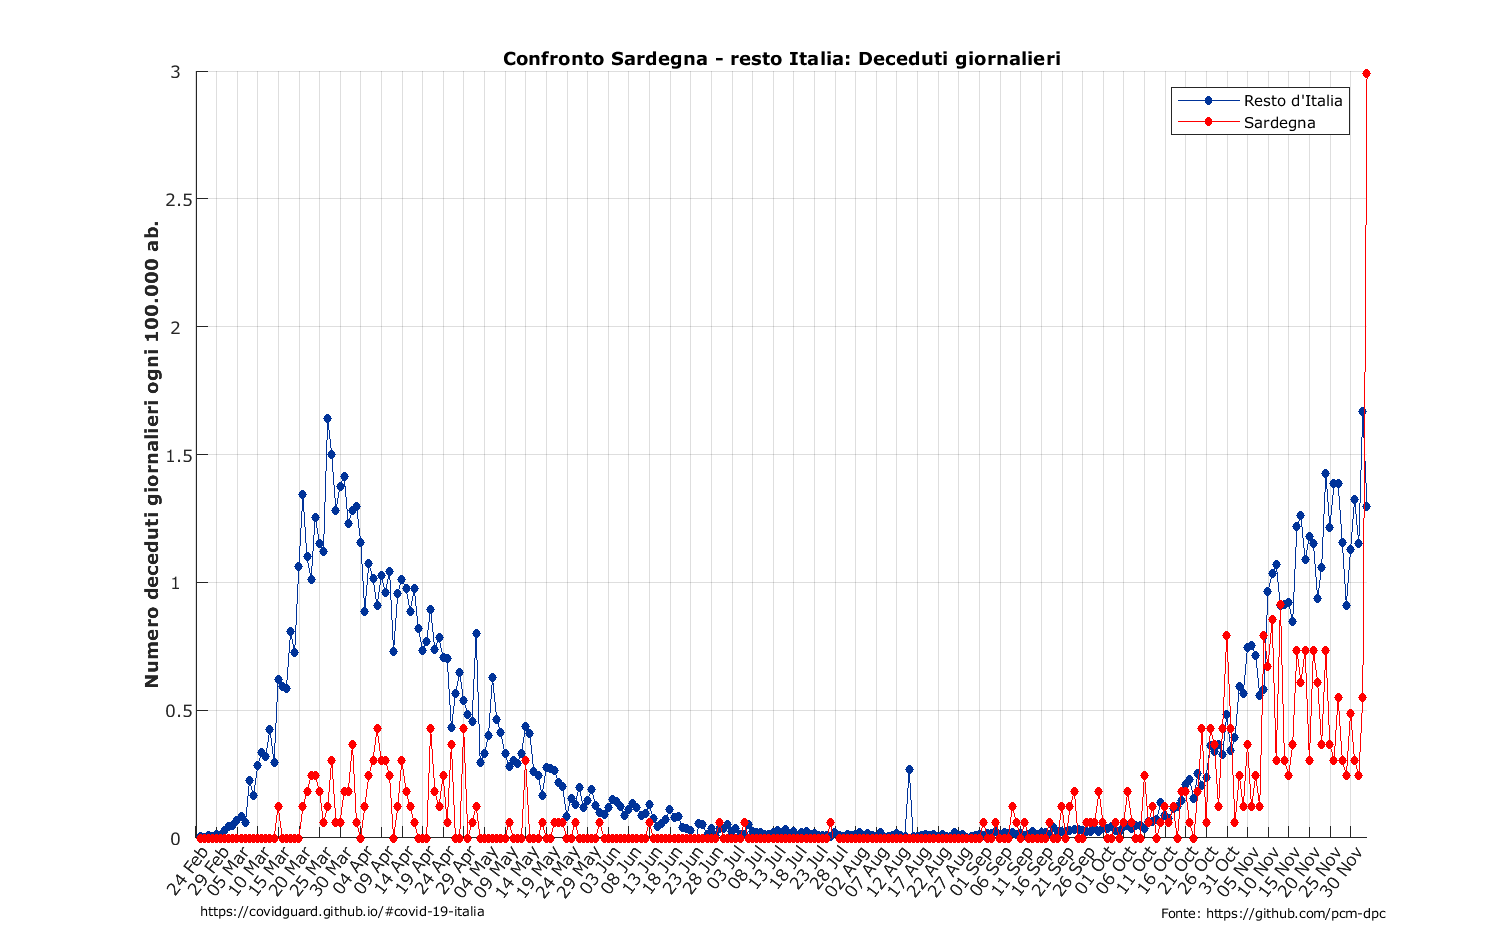 Confronto Sardegna - resto Italia: Deceduti giornalieri
Numero deceduti giornalieri ogni 100.000 ab.
3
2.5
2
1.5
1
0.5
0
Resto d'Italia
Sardegna
24 Feb
29 Feb
05 Mar
10 Mar
15 Mar
20 Mar
25 Mar
30 Mar
04 Apr
09 Apr
14 Apr
19 Apr
24 Apr
29 Apr
04 May
09 May
14 May
19 May
24 May
29 May
03 Jun
08 Jun
13 Jun
18 Jun
23 Jun
28 Jun
03 Jul
08 Jul
13 Jul
18 Jul
23 Jul
28 Jul
02 Aug
07 Aug
12 Aug
17 Aug
22 Aug
27 Aug
01 Sep
06 Sep
11 Sep
16 Sep
21 Sep
26 Sep
01 Oct
06 Oct
11 Oct
16 Oct
21 Oct
26 Oct
31 Oct
05 Nov
10 Nov
15 Nov
20 Nov
25 Nov
30 Nov
https://covidguard.github.io/#covid-19-italia
Fonte: https://github.com/pcm-dpc